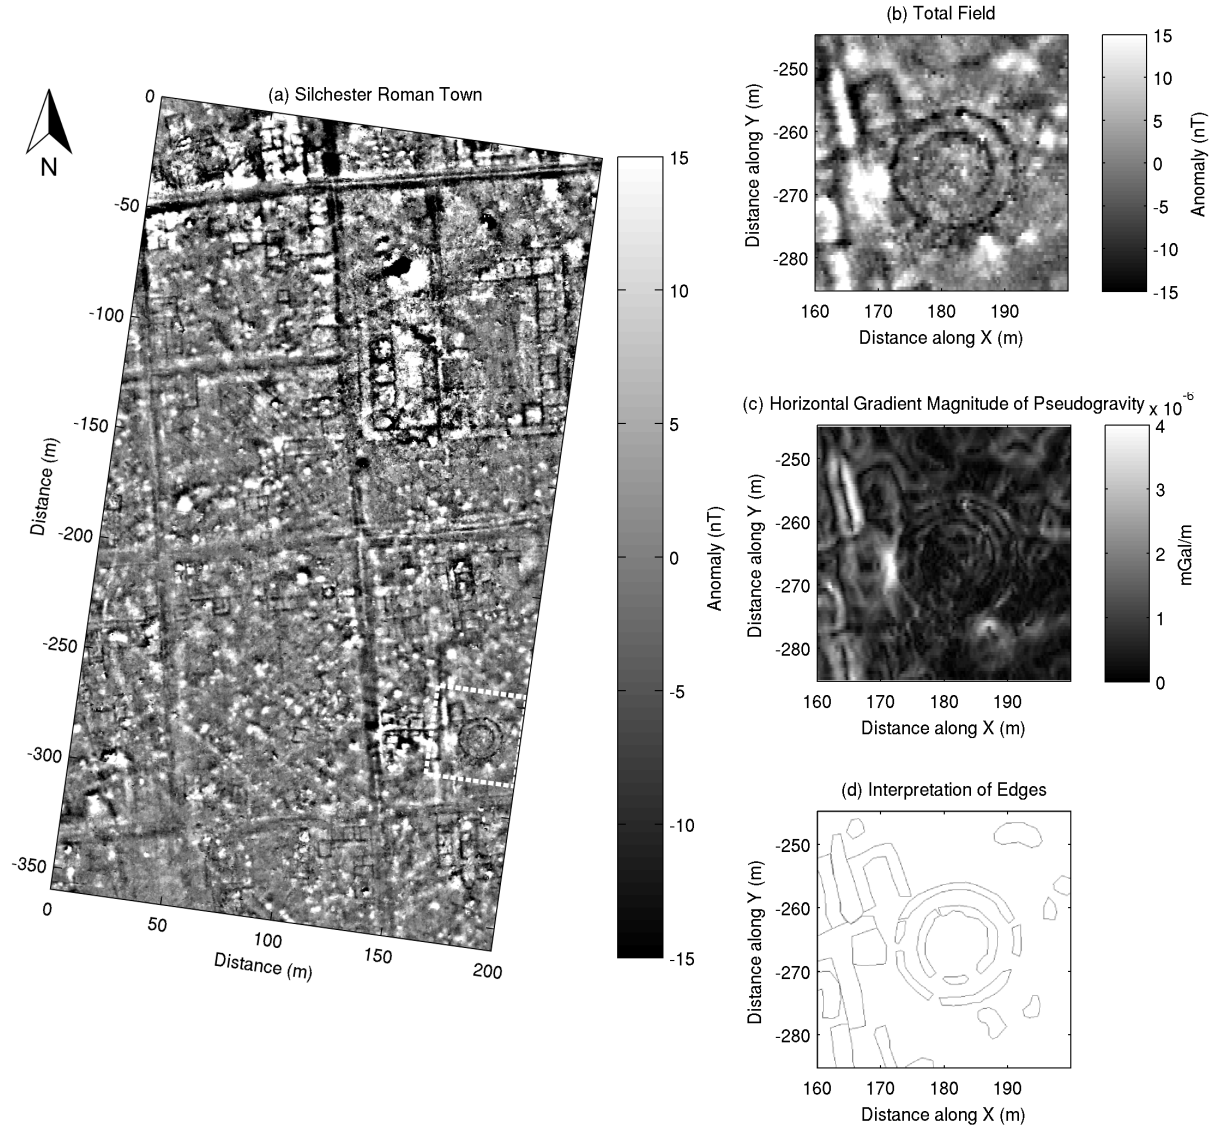 (a) Silchester Roman Town
N
0
-50
-100
-150
-200
-250
-300
-350
Distance (m)
0
50
100
150
200
Distance (m)
15
10
5
0
-5
-10
-15
Anomaly (nT)
(b) Total Field
-250
-260
-270
-280
Distance along Y (m)
160 170 180 190
Distance along X (m)
15
10
5
0
-5
-10
-15
Anomaly (nT)
(c) Horizontal Gradient Magnitude of Pseudogravity
x 10⁻⁶
-250
-260
-270
-280
Distance along Y (m)
160 170 180 190
Distance along X (m)
4
3
2
1
0
mGal/m
(d) Interpretation of Edges
-250
-260
-270
-280
Distance along Y (m)
160 170 180 190
Distance along X (m)